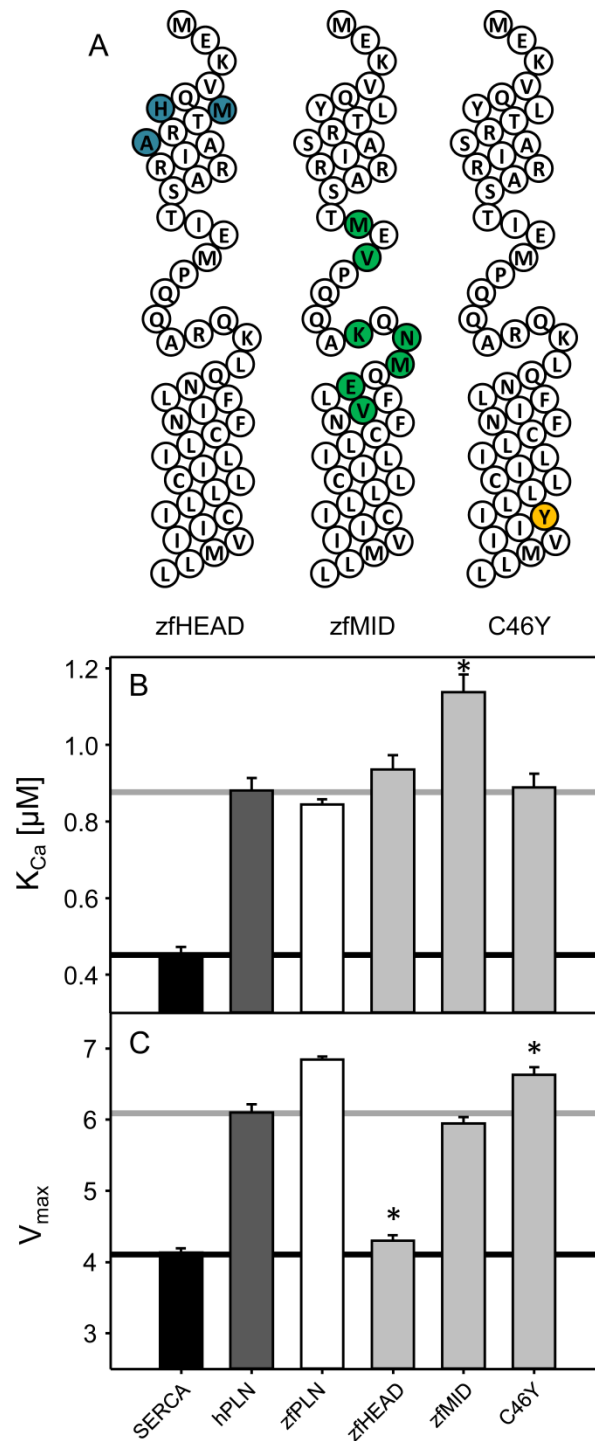 A
M E K V Q H M T R A A I R R A S T I E M P Q Q A R Q K L Q N L F I N F C L I L I C L L L I C I I V M L L
M E K V Q Y L T R S A I R R A S T M E V P Q Q A K Q N M Q E L F V N F C L I L I C L L L I C I I V M L L
M E K V Q Y L T R S A I R R A S T I E M P Q Q A R Q K L Q N L F I N F C L I L I C L L L I Y I I V M L L
zfHEAD zfMID C46Y
B
1.2
1.0
0.8
0.6
0.4
K_Ca [µM]
*
C
7
6
5
4
3
V_max
* *
SERCA hPLN zfPLN zfHEAD zfMID C46Y